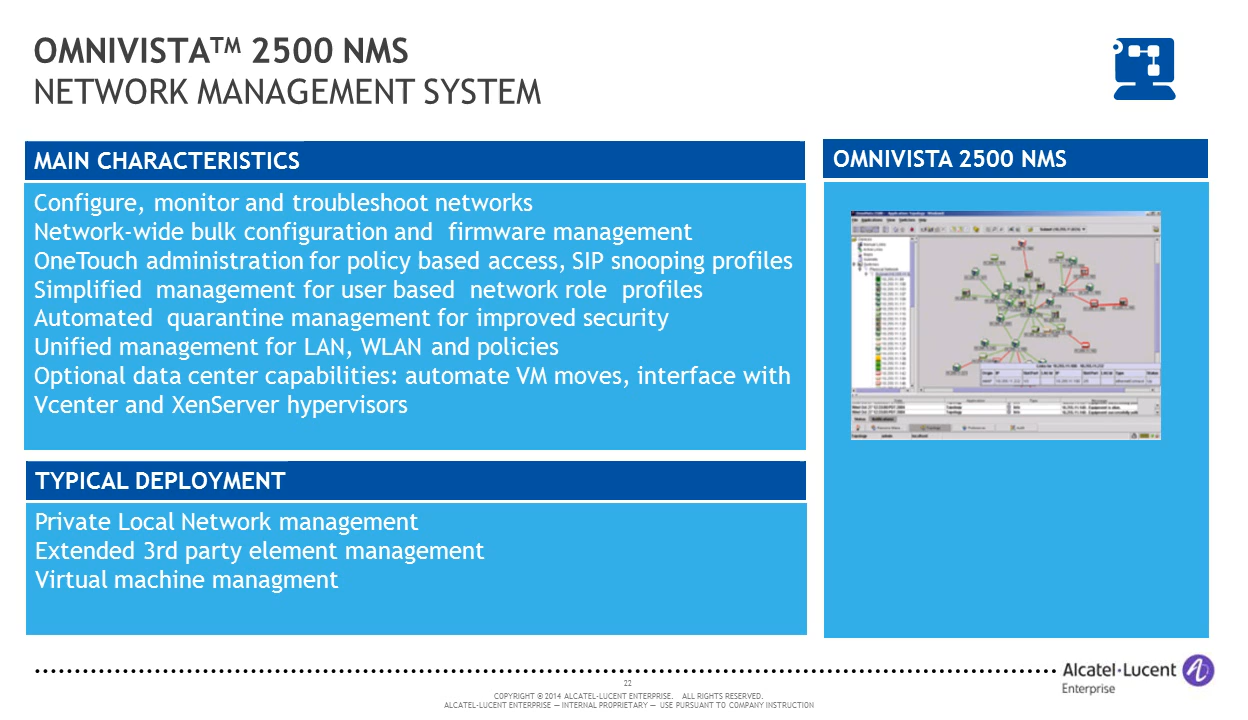 OMNIVISTA™ 2500 NMS
NETWORK MANAGEMENT SYSTEM
MAIN CHARACTERISTICS
Configure, monitor and troubleshoot networks
Network-wide bulk configuration and firmware management
OneTouch administration for policy based access, SIP snooping profiles
Simplified management for user based network role profiles
Automated quarantine management for improved security
Unified management for LAN, WLAN and policies
Optional data center capabilities: automate VM moves, interface with
Vcenter and XenServer hypervisors
TYPICAL DEPLOYMENT
Private Local Network management
Extended 3rd party element management
Virtual machine managment
OMNIVISTA 2500 NMS
22
COPYRIGHT © 2014 ALCATEL-LUCENT ENTERPRISE. ALL RIGHTS RESERVED.
ALCATEL-LUCENT ENTERPRISE — INTERNAL PROPRIETARY — USE PURSUANT TO COMPANY INSTRUCTION
Alcatel·Lucent
Enterprise